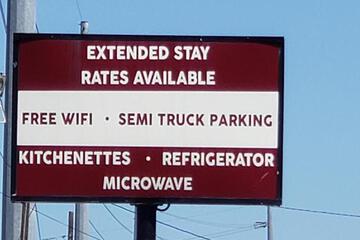 EXTENDED STAY
RATES AVAILABLE
FREE WIFI • SEMI TRUCK PARKING
KITCHENETTES • REFRIGERATOR
MICROWAVE